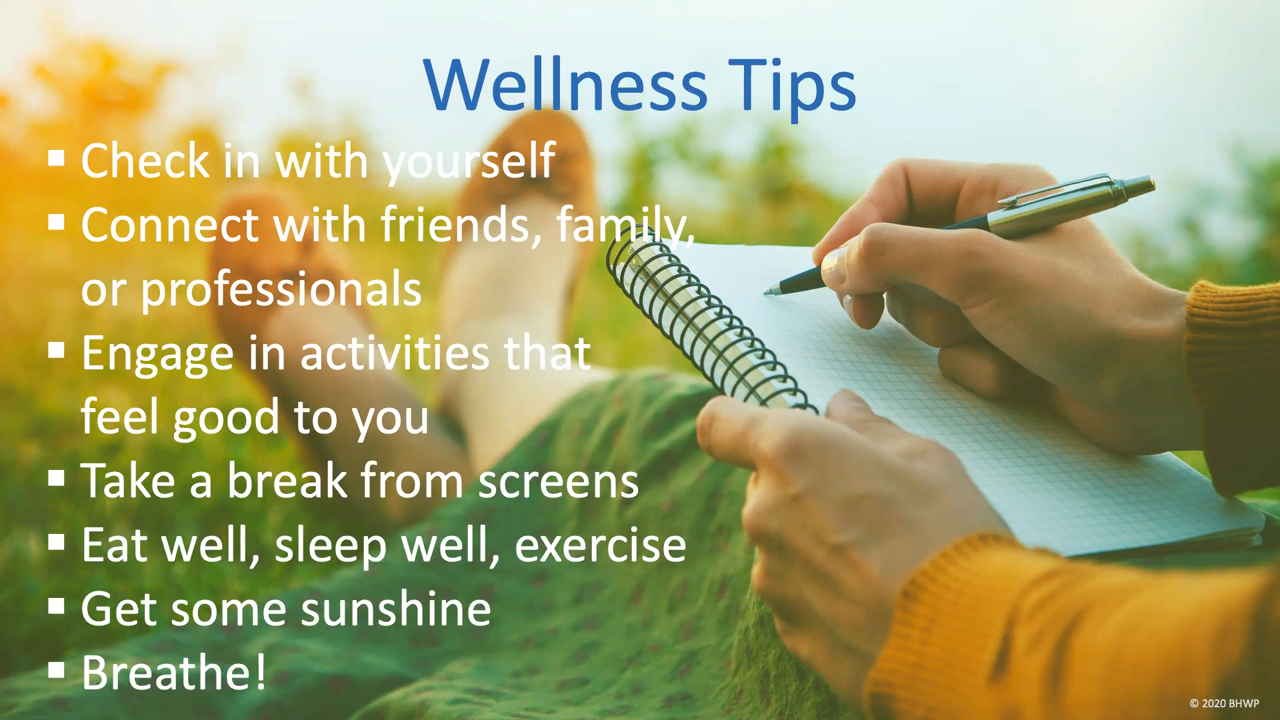 Wellness Tips
▪ Check in with yourself
▪ Connect with friends, family,
or professionals
▪ Engage in activities that
feel good to you
▪ Take a break from screens
▪ Eat well, sleep well, exercise
▪ Get some sunshine
▪ Breathe!
© 2020 BHWP